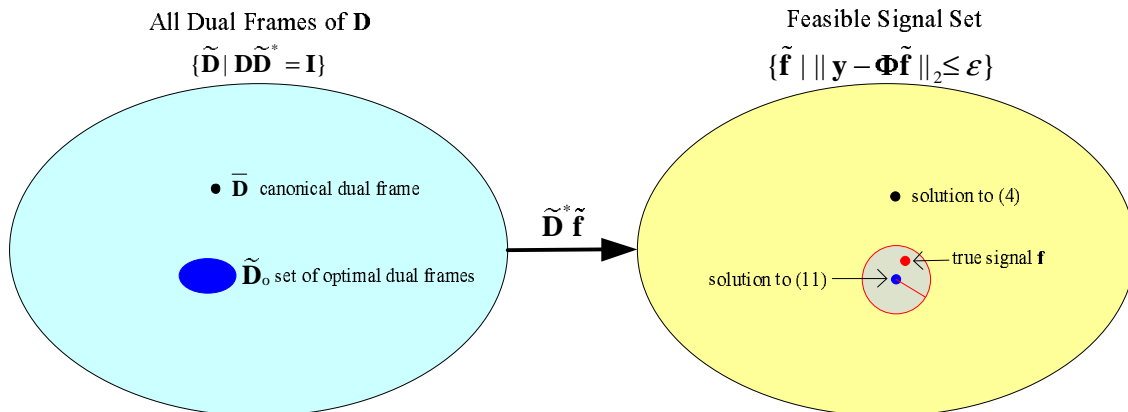 All Dual Frames of D
{D̃ | DD̃* = I}
D̄ canonical dual frame
D̃ₒ set of optimal dual frames
D̃*f̃
Feasible Signal Set
{f̃ | || y − Φf̃ ||₂ ≤ ε}
solution to (4)
true signal f
solution to (11)